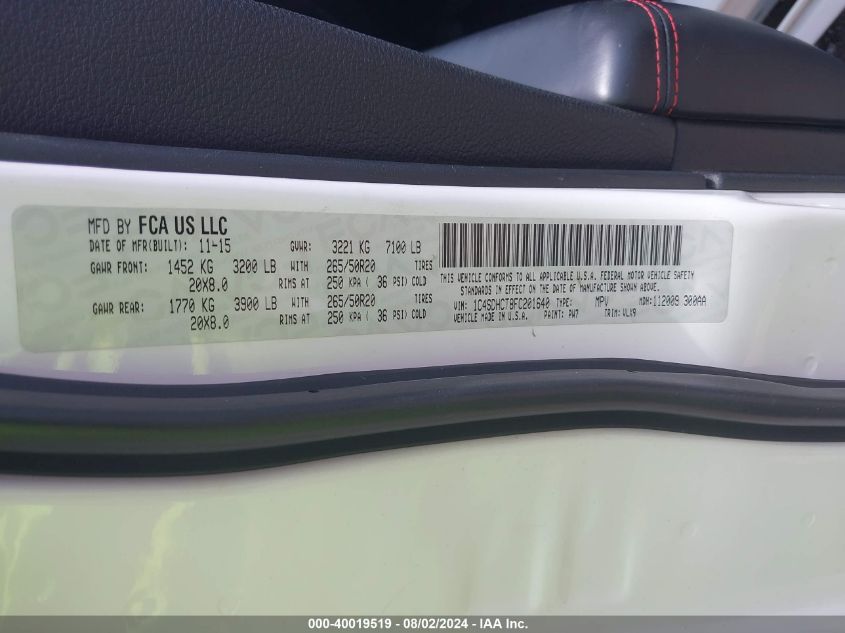 MFD BY FCA US LLC
DATE OF MFR(BUILT): 11-15 GVWR: 3221 KG 7100 LB
GAWR FRONT: 1452 KG 3200 LB WITH 265/50R20 TIRES
20X8.0 RIMS AT 250 KPA ( 36 PSI) COLD
GAWR REAR: 1770 KG 3900 LB WITH 265/50R20 TIRES
20X8.0 RIMS AT 250 KPA ( 36 PSI) COLD
THIS VEHICLE CONFORMS TO ALL APPLICABLE U.S.A. FEDERAL MOTOR VEHICLE SAFETY
STANDARDS IN EFFECT ON THE DATE OF MANUFACTURE SHOWN ABOVE.
VIN: 1C4SDHCT9FC201640 TYPE: MPV MDH: 112009 300AA
VEHICLE MADE IN U.S.A. PAINT: PW7 TRIM: VLX9
000-40019519 - 08/02/2024 - IAA Inc.